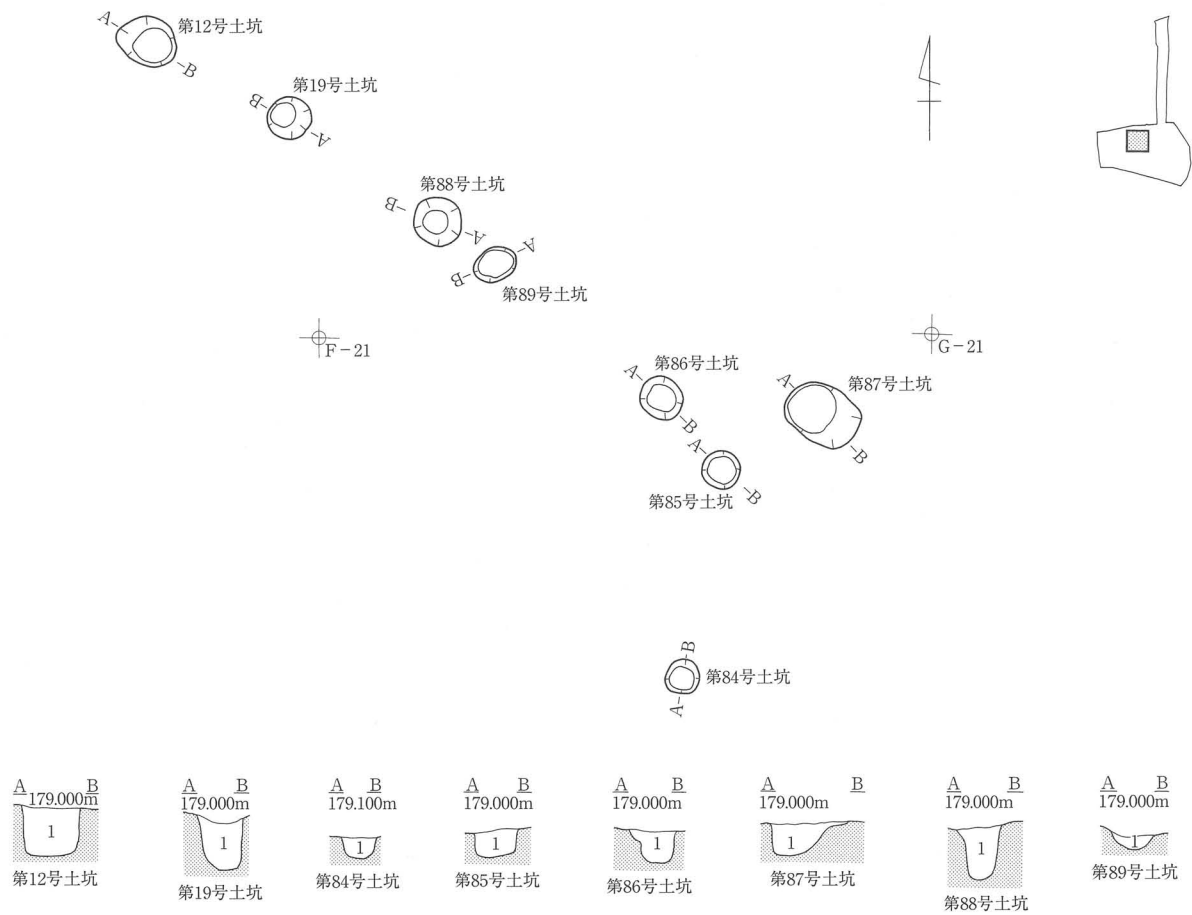 A
第12号土坑
B
第19号土坑
B
A
第88号土坑
B
A
A
B
第89号土坑
F-21
G-21
第86号土坑
A
B
A
第87号土坑
B
A
B
第85号土坑
B
第84号土坑
A
A B
179.000m
1
第12号土坑
A B
179.000m
1
第19号土坑
A B
179.100m
1
第84号土坑
A B
179.000m
1
第85号土坑
A B
179.000m
1
第86号土坑
A B
179.000m
1
第87号土坑
A B
179.000m
1
第88号土坑
A B
179.000m
1
第89号土坑